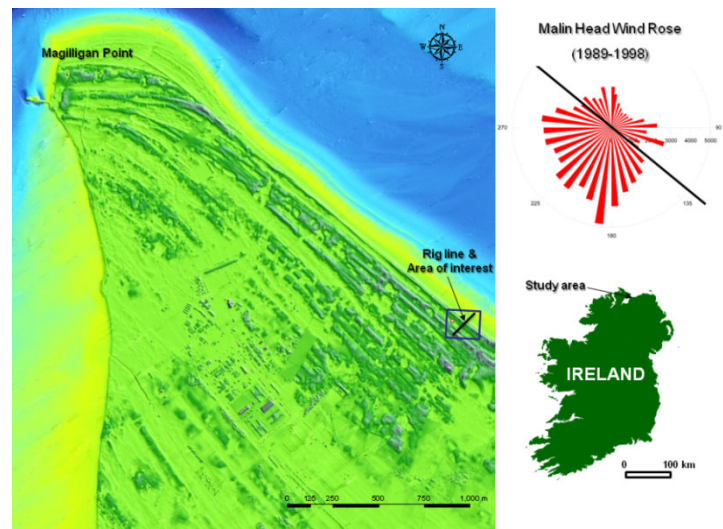 Magilligan Point
N
W E
S
Rig line &
Area of interest
0 125 250 500 750 1,000 m
Malin Head Wind Rose
(1989-1998)
270
90
3000 4000 5000
225
135
180
Study area
IRELAND
0 100 km